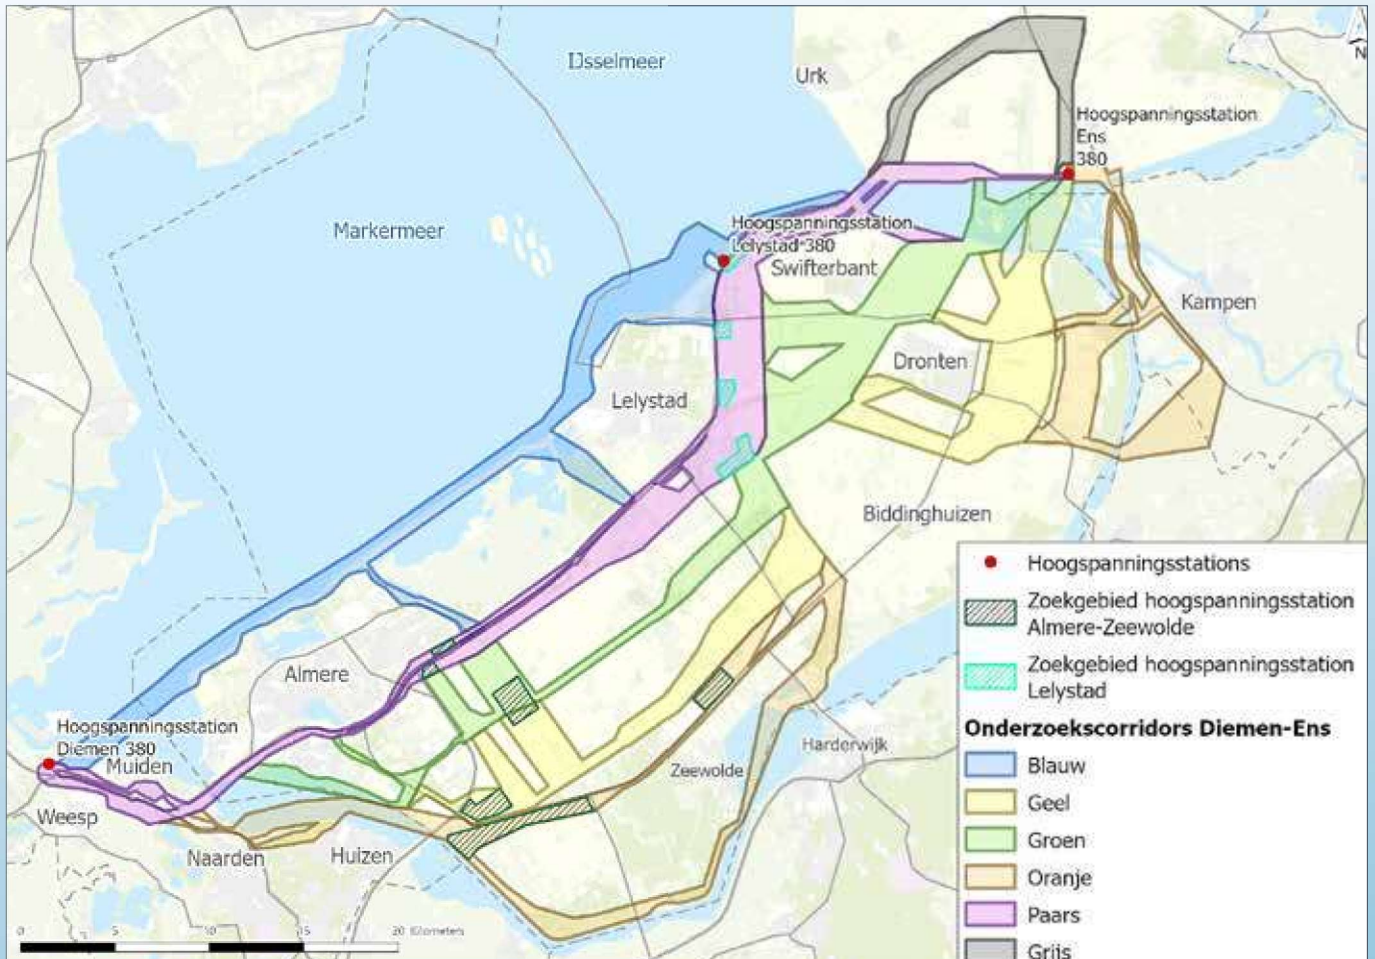 IJsselmeer
Urk
N
Hoogspanningsstation
Ens
380
Markermeer
Hoogspanningsstation
Lelystad 380
Swifterbant
Kampen
Dronten
Lelystad
Biddinghuizen
Almere
Hoogspanningsstation
Diemen 380
Muiden
Weesp
Naarden
Huizen
Zeewolde
Harderwijk
Hoogspanningsstations
Zoekgebied hoogspanningsstation
Almere-Zeewolde
Zoekgebied hoogspanningsstation
Lelystad
Onderzoekscorridors Diemen-Ens
Blauw
Geel
Groen
Oranje
Paars
Grijs
0 5 10 15 20 Kilometers